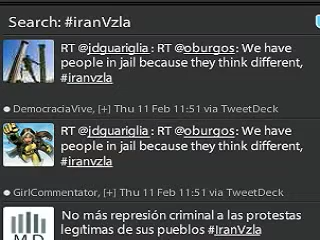 Search: #iranVzla
RT @jdguariglia: RT @oburgos: We have
people in jail because they think different,
#iranvzla
DemocraciaVive, [+] Thu 11 Feb 11:51 via TweetDeck
RT @jdguariglia: RT @oburgos: We have
people in jail because they think different,
#iranvzla
GirlCommentator, [+] Thu 11 Feb 11:51 via TweetDeck
No más represión criminal a las protestas
legítimas de sus pueblos #IranVzla
M D